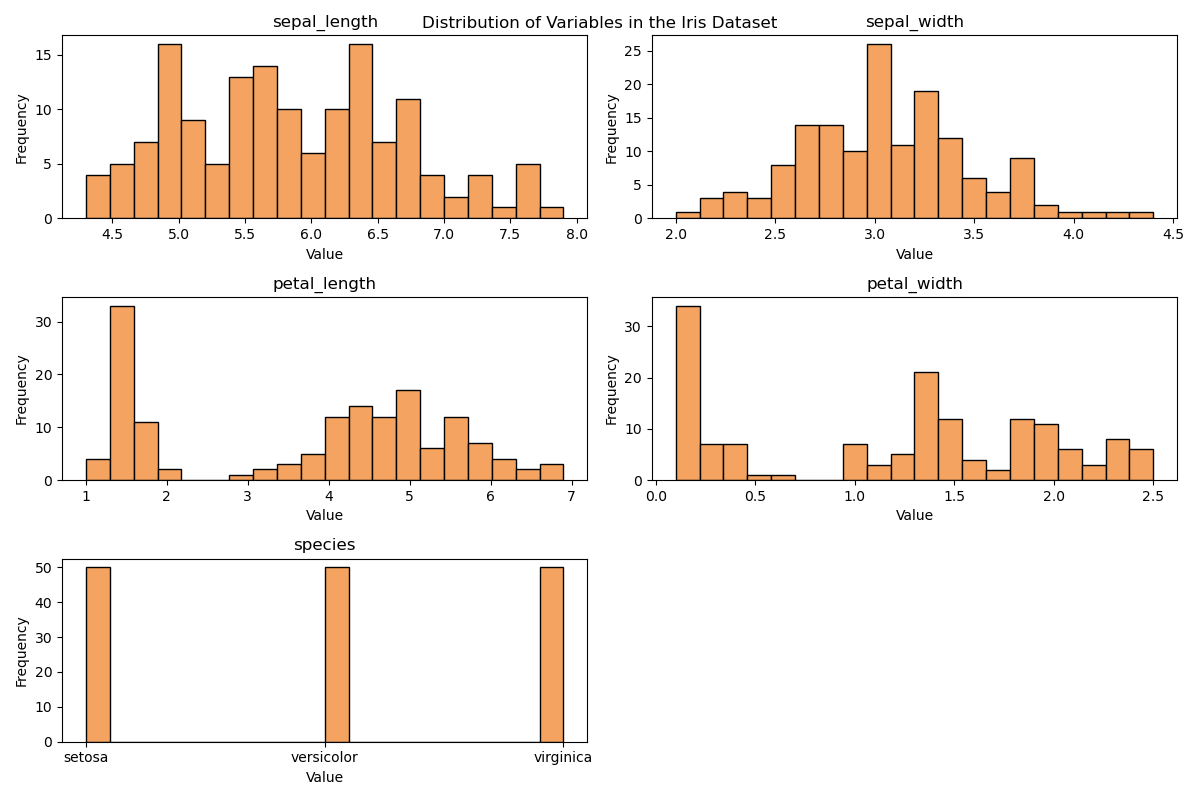 Distribution of Variables in the Iris Dataset
sepal_length
Frequency
15
10
5
0
4.5 5.0 5.5 6.0 6.5 7.0 7.5 8.0
Value
sepal_width
Frequency
25
20
15
10
5
0
2.0 2.5 3.0 3.5 4.0 4.5
Value
petal_length
Frequency
30
20
10
0
1 2 3 4 5 6 7
Value
petal_width
Frequency
30
20
10
0
0.0 0.5 1.0 1.5 2.0 2.5
Value
species
Frequency
50
40
30
20
10
0
setosa versicolor virginica
Value